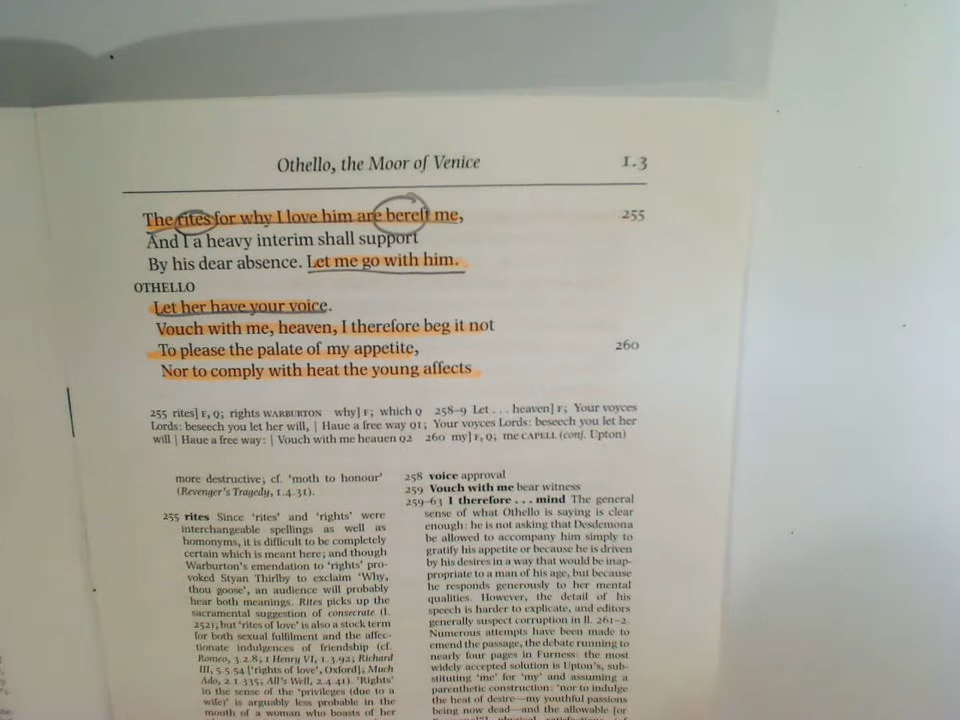 Othello, the Moor of Venice 1.3
The rites for why I love him are bereft me, 255
And I a heavy interim shall support
By his dear absence. Let me go with him.
OTHELLO
Let her have your voice.
Vouch with me, heaven, I therefore beg it not
To please the palate of my appetite, 260
Nor to comply with heat the young affects
255 rites] F, Q; rights WARBURTON why] F; which Q 258–9 Let . . . heaven] F; Your voyces
Lords: beseech you let her will, | Haue a free way Q1; Your voyces Lords: beseech you let her
will | Haue a free way: | Vouch with me heauen Q2 260 my] F, Q; me CAPELL (conf. Upton)
more destructive; cf. ‘moth to honour’
(Revenger's Tragedy, 1.4.31).
255 rites Since ‘rites’ and ‘rights’ were
interchangeable spellings as well as
homonyms, it is difficult to be completely
certain which is meant here; and though
Warburton's emendation to ‘rights’ pro-
voked Styan Thirlby to exclaim ‘Why,
thou goose’, an audience will probably
hear both meanings. Rites picks up the
sacramental suggestion of consecrate (l.
252); but ‘rites of love’ is also a stock term
for both sexual fulfilment and the affec-
tionate indulgences of friendship (cf.
Romeo, 3.2.8; 1 Henry VI, 1.3.92; Richard
III, 5.5.54 [‘rights of love’, Oxford]; Much
Ado, 2.1.335; All's Well, 2.4.41). ‘Rights’
in the sense of the ‘privileges (due to a
wife)’ is arguably less probable in the
mouth of a woman who boasts of her
258 voice approval
259 Vouch with me bear witness
259–63 I therefore . . . mind The general
sense of what Othello is saying is clear
enough: he is not asking that Desdemona
be allowed to accompany him simply to
gratify his appetite or because he is driven
by his desires in a way that would be inap-
propriate to a man of his age, but because
he responds generously to her mental
qualities. However, the detail of his
speech is harder to explicate, and editors
generally suspect corruption in ll. 261–2.
Numerous attempts have been made to
emend the passage, the debate running to
nearly four pages in Furness: the most
widely accepted solution is Upton's, sub-
stituting ‘me’ for ‘my’ and assuming a
parenthetic construction: ‘nor to indulge
the heat of desire—my youthful passions
being now dead—and the allowable [or